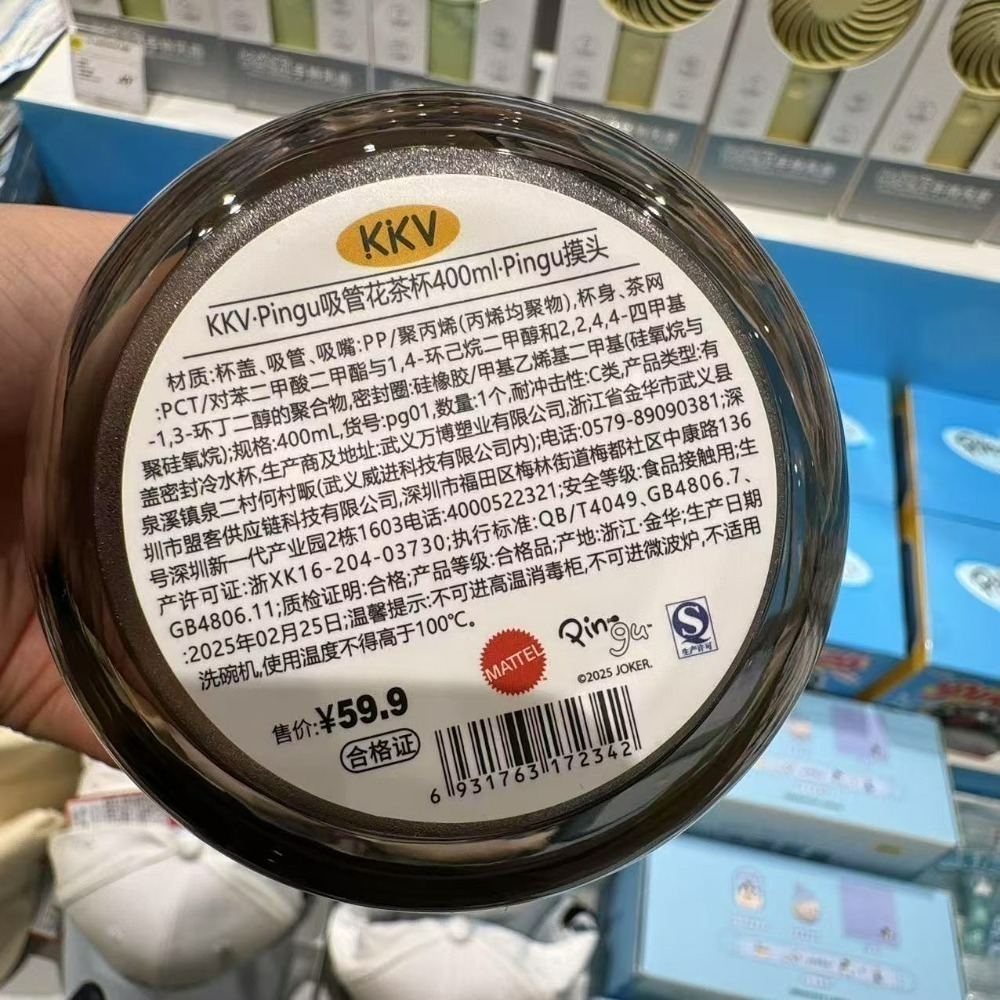 KKV
KKV·Pingu吸管花茶杯400ml·Pingu摸头
材质:杯盖、吸管、吸嘴:PP/聚丙烯(丙烯均聚物),杯身、茶网
:PCT/对苯二甲酸二甲酯与1,4-环己烷二甲醇和2,2,4,4-四甲基
-1,3-环丁二醇的聚合物,密封圈:硅橡胶/甲基乙烯基二甲基(硅氧烷与
聚硅氧烷);规格:400mL,货号:pg01,数量:1个,耐冲击性:C类,产品类型:有
盖密封冷水杯,生产商及地址:武义万博塑业有限公司,浙江省金华市武义县
泉溪镇泉二村何村畈(武义威进科技有限公司内);电话:0579-89090381;深
圳市盟客供应链科技有限公司,深圳市福田区梅林街道梅都社区中康路136
号深圳新一代产业园2栋1603电话:4000522321;安全等级:食品接触用;生
产许可证:浙XK16-204-03730;执行标准:QB/T4049、GB4806.7、
GB4806.11;质检证明:合格;产品等级:合格品;产地:浙江·金华;生产日期
:2025年02月25日;温馨提示:不可进高温消毒柜,不可进微波炉,不适用
洗碗机,使用温度不得高于100℃。
MATTEL
Pingu™
©2025 JOKER.
S
生产许可
售价:¥59.9
合格证
6 931763 172342